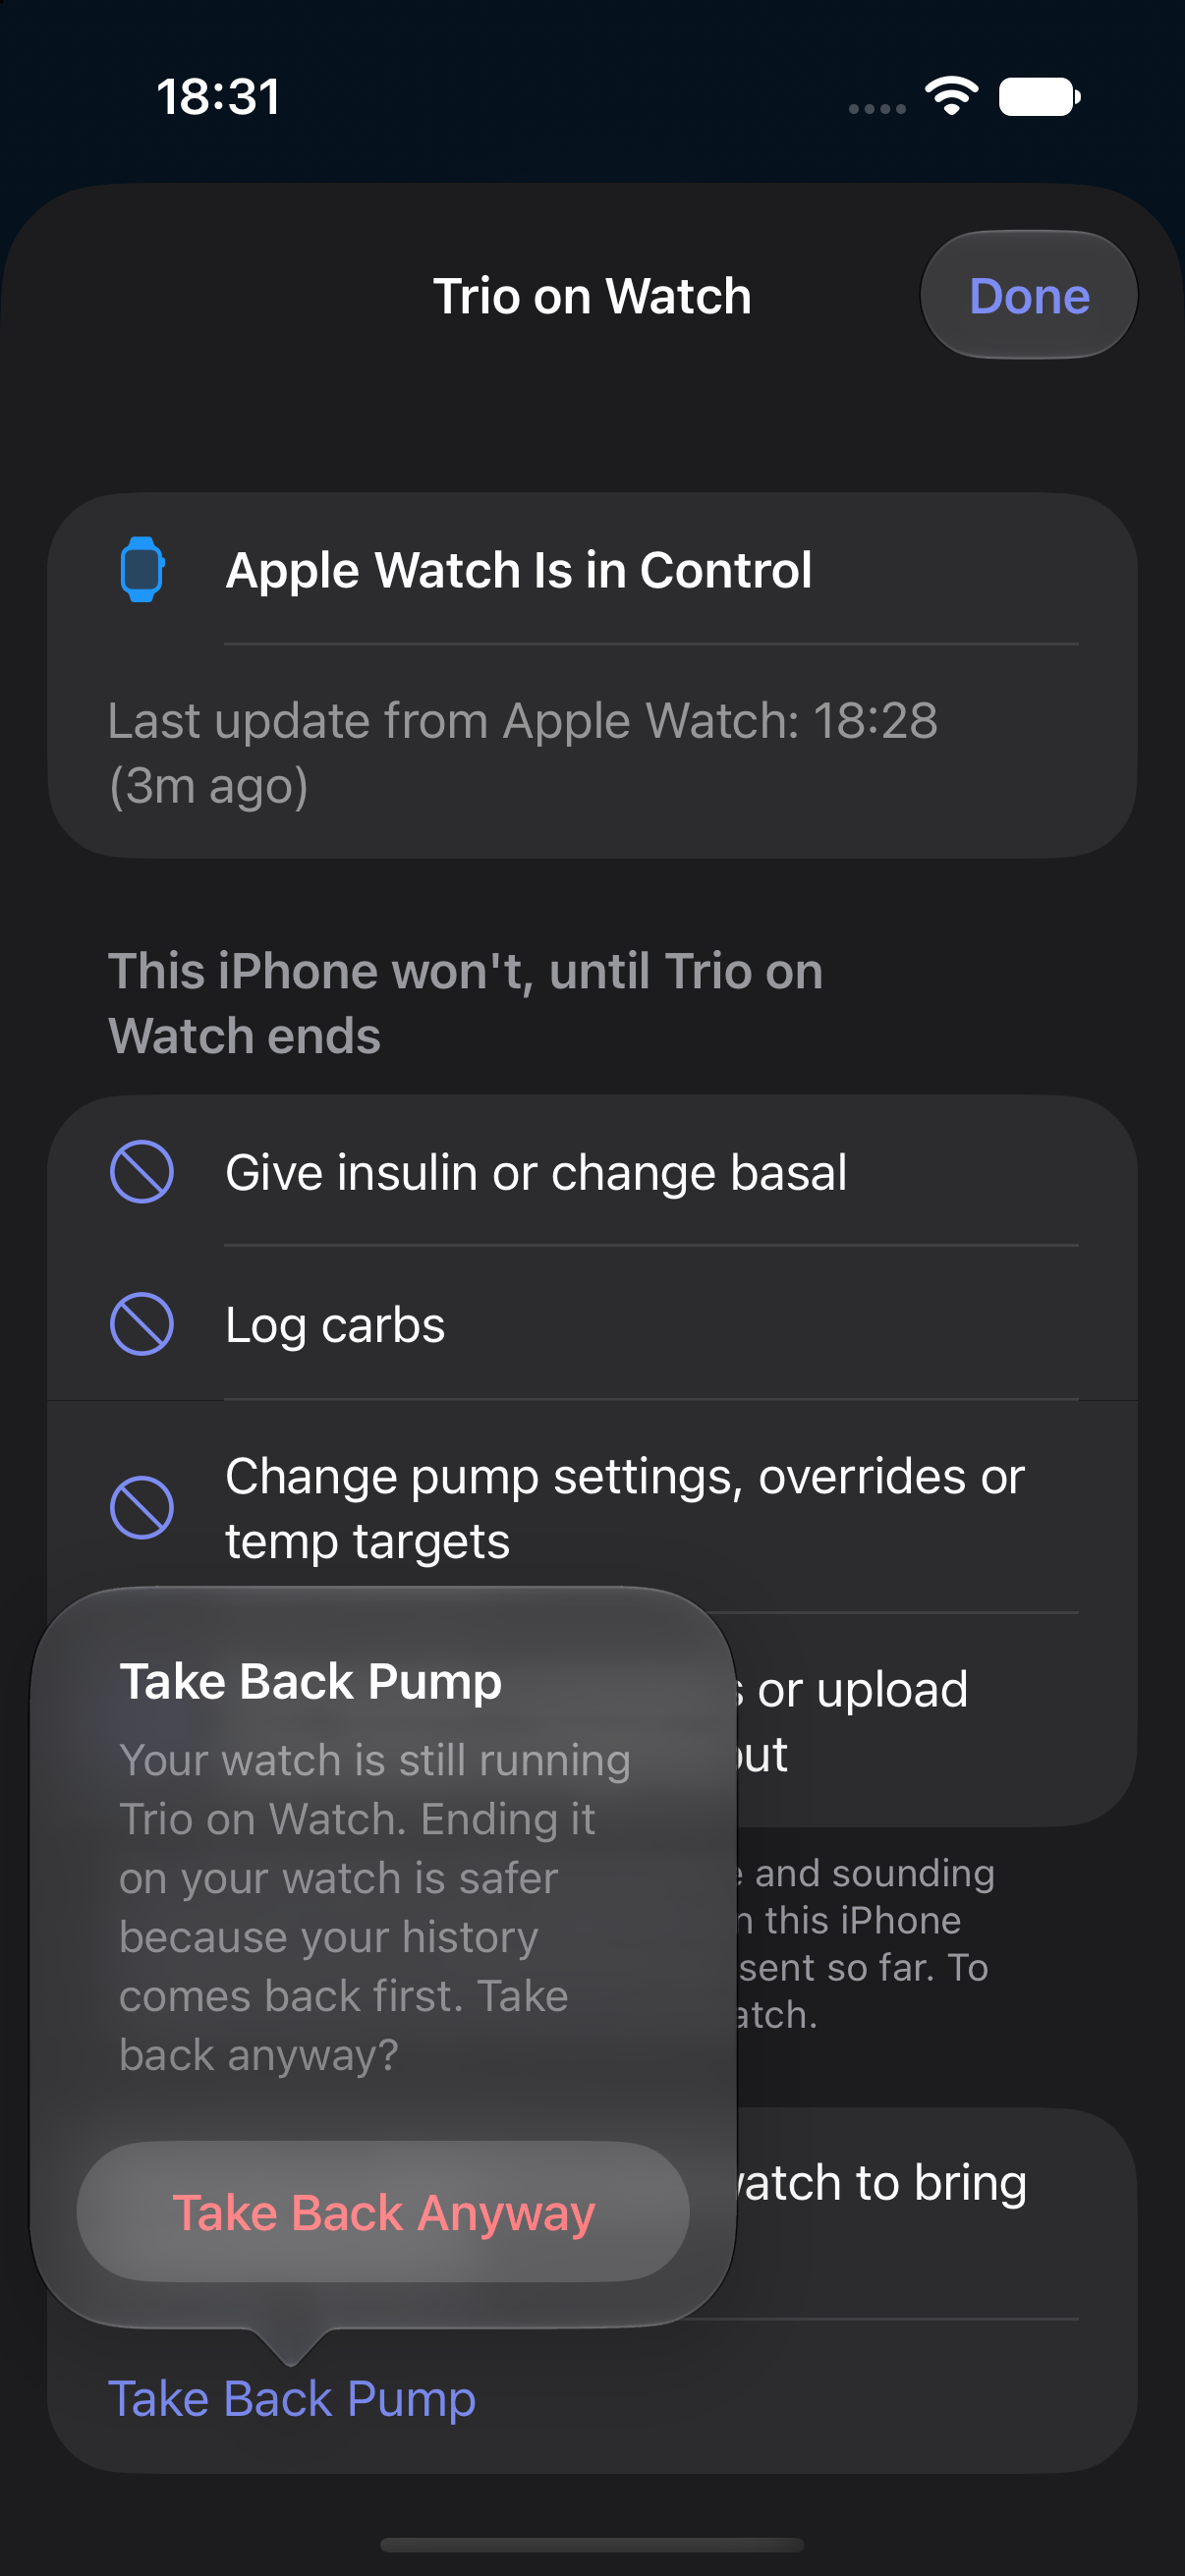 18:31
Trio on Watch
Done
Apple Watch Is in Control
Last update from Apple Watch: 18:28
(3m ago)
This iPhone won't, until Trio on
Watch ends
Give insulin or change basal
Log carbs
Change pump settings, overrides or
temp targets
or upload
Take Back Pump
Your watch is still running
Trio on Watch. Ending it
on your watch is safer
because your history
comes back first. Take
back anyway?
Take Back Anyway
and sounding
this iPhone
sent so far. To
to bring
Take Back Pump